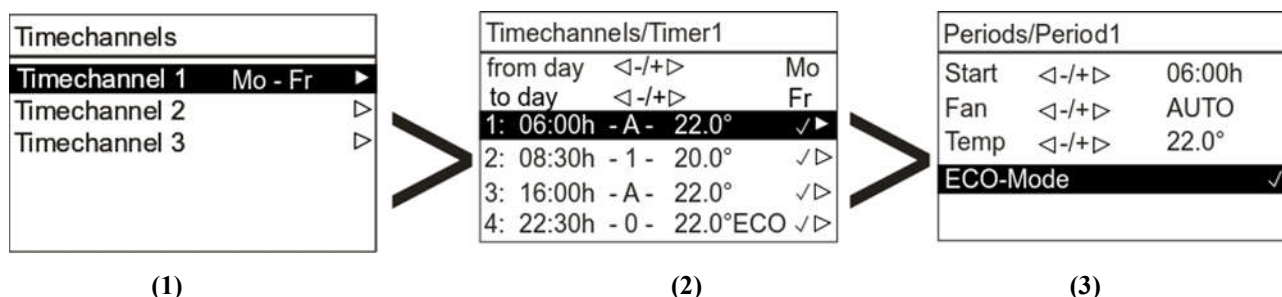 Timechannels
Timechannel 1 Mo - Fr ▶
Timechannel 2 ▷
Timechannel 3 ▷
Timechannels/Timer1
from day ◁-/+▷ Mo
to day ◁-/+▷ Fr
1: 06:00h - A - 22.0° ✓▶
2: 08:30h - 1 - 20.0° ✓▷
3: 16:00h - A - 22.0° ✓▷
4: 22:30h - 0 - 22.0°ECO ✓▷
Periods/Period1
Start ◁-/+▷ 06:00h
Fan ◁-/+▷ AUTO
Temp ◁-/+▷ 22.0°
ECO-Mode ✓
(1) (2) (3)